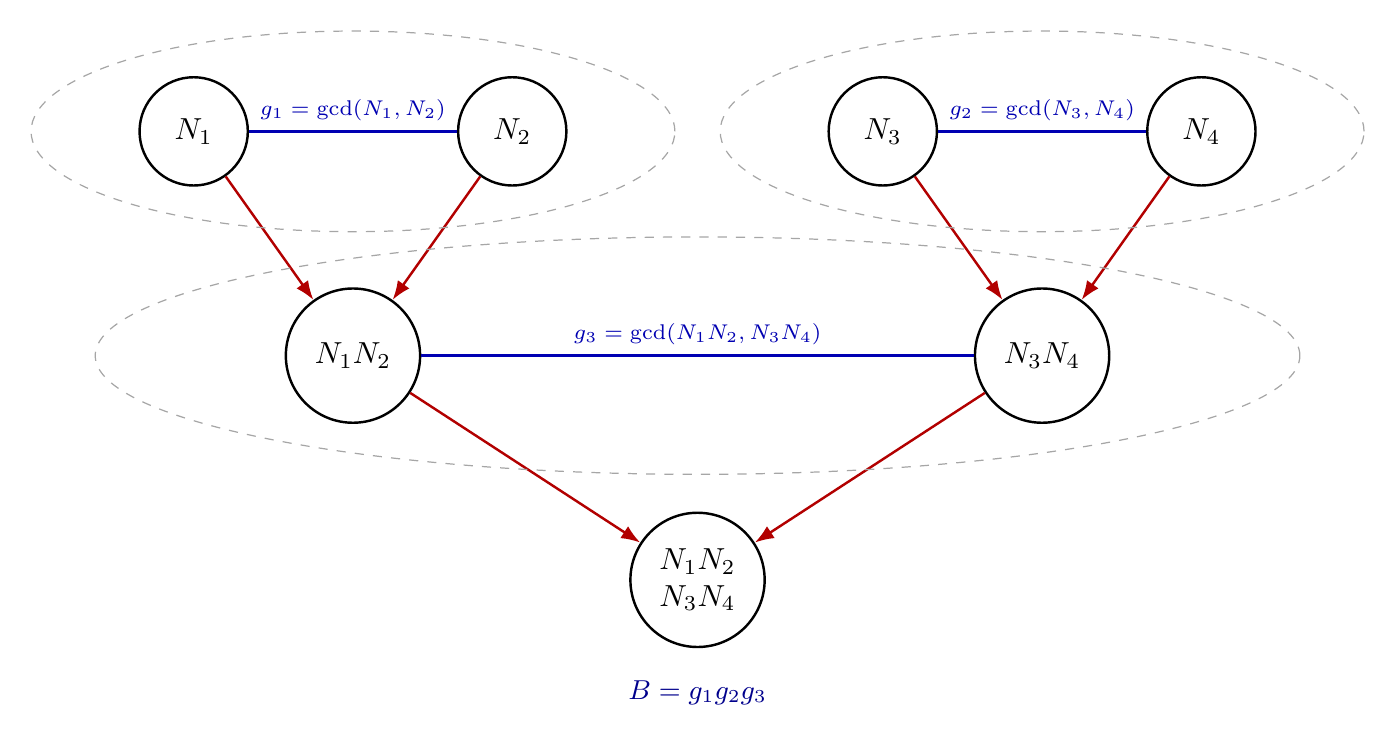 N₁
g₁ = gcd(N₁, N₂)
N₂
N₃
g₂ = gcd(N₃, N₄)
N₄
N₁N₂
g₃ = gcd(N₁N₂, N₃N₄)
N₃N₄
N₁N₂
N₃N₄
B = g₁g₂g₃